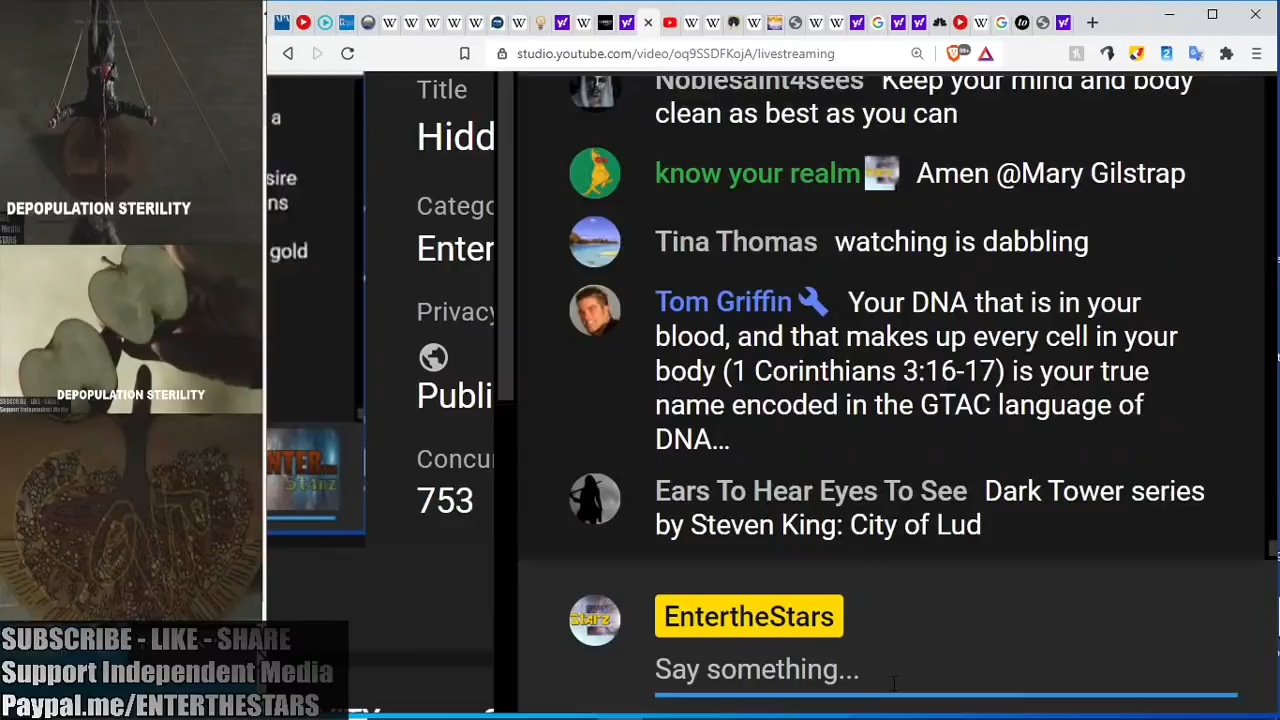 DEPOPULATION STERILITY
DEPOPULATION STERILITY
SUBSCRIBE - LIKE - SHARE
Support Independent Media
Paypal.me/ENTERTHESTARS
studio.youtube.com/video/oq9SSDFKojA/livestreaming
a
sire
ns
gold
Title
Hidd
Catego
Enter
Privacy
Publi
Concur
753
Noblesaint4sees Keep your mind and body
clean as best as you can
know your realm Amen @Mary Gilstrap
Tina Thomas watching is dabbling
Tom Griffin Your DNA that is in your
blood, and that makes up every cell in your
body (1 Corinthians 3:16-17) is your true
name encoded in the GTAC language of
DNA...
Ears To Hear Eyes To See Dark Tower series
by Steven King: City of Lud
EntertheStars
Say something...